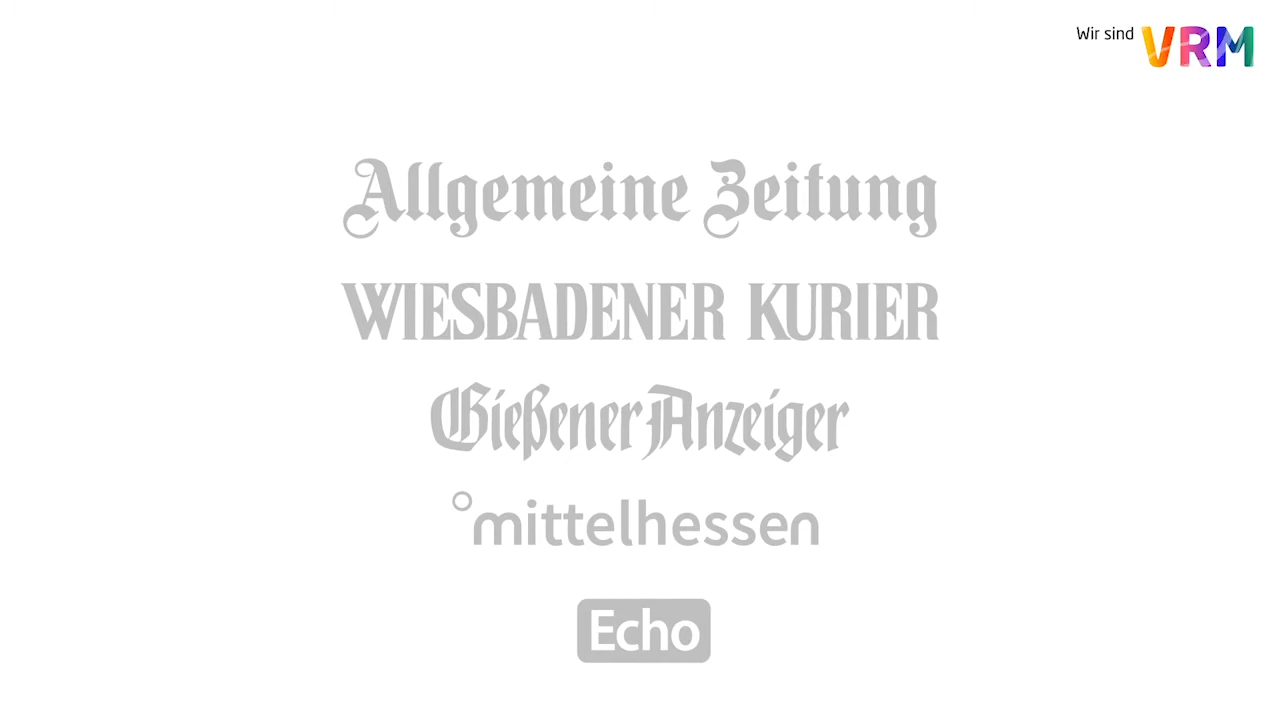 Wir sind VRM
Allgemeine Zeitung
WIESBADENER KURIER
Gießener Anzeiger
mittelhessen
Echo